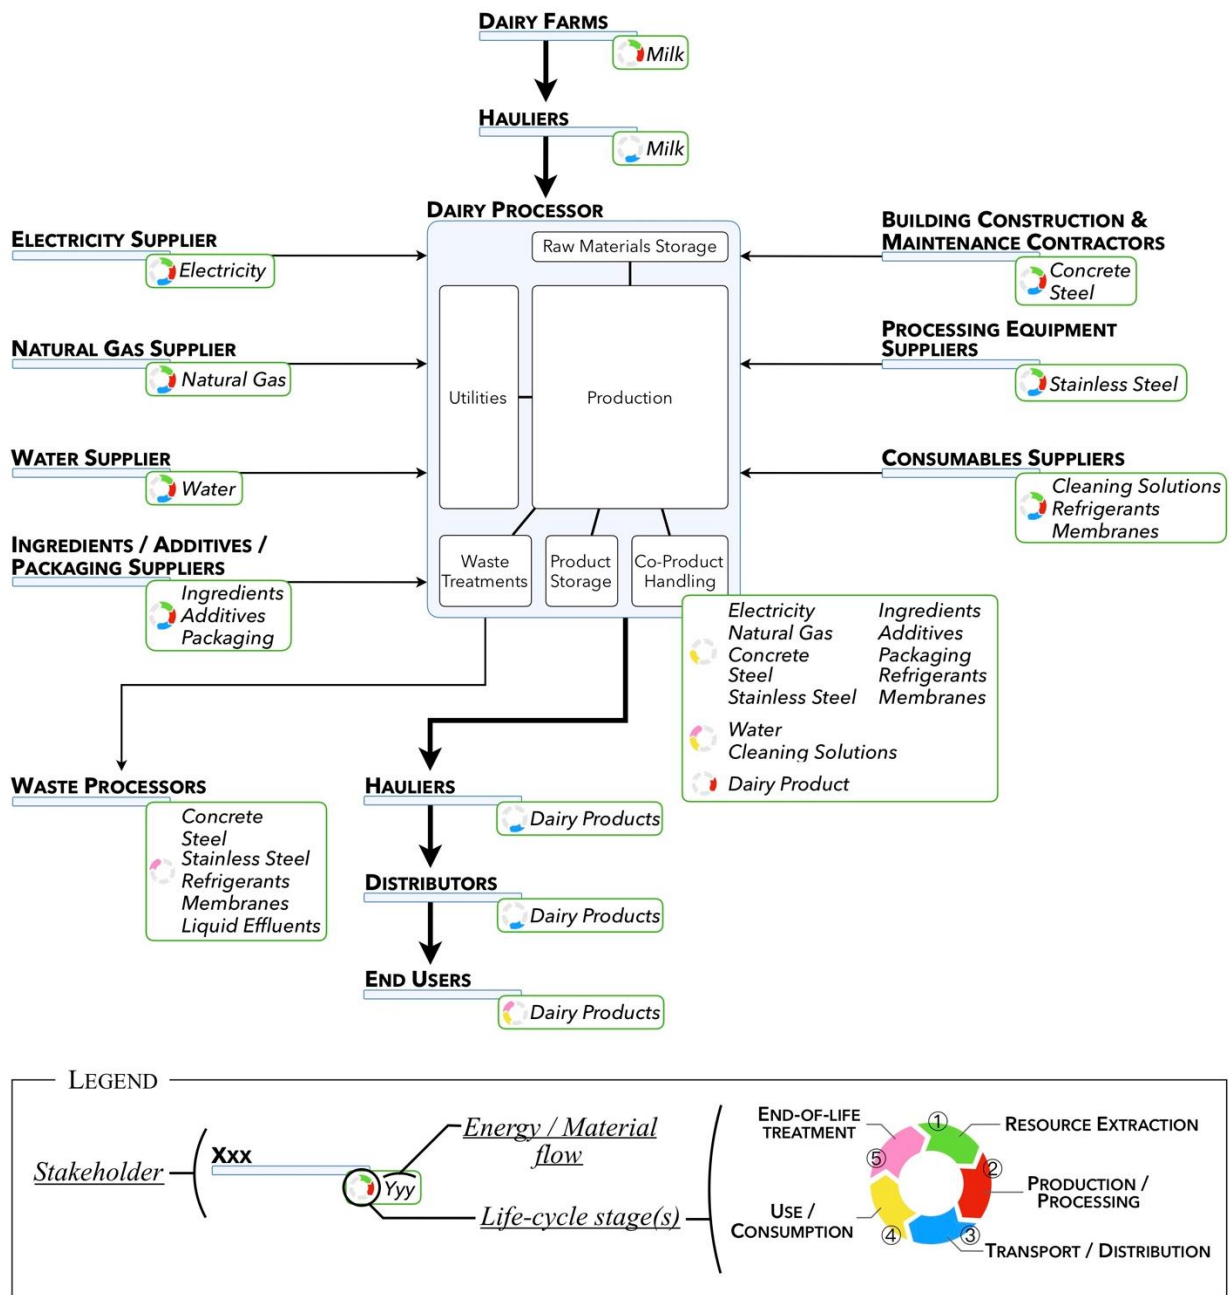 DAIRY FARMS
Milk
HAULIERS
Milk
DAIRY PROCESSOR
Raw Materials Storage
Utilities
Production
Waste
Treatments
Product
Storage
Co-Product
Handling
ELECTRICITY SUPPLIER
Electricity
NATURAL GAS SUPPLIER
Natural Gas
WATER SUPPLIER
Water
INGREDIENTS / ADDITIVES /
PACKAGING SUPPLIERS
Ingredients
Additives
Packaging
BUILDING CONSTRUCTION &
MAINTENANCE CONTRACTORS
Concrete
Steel
PROCESSING EQUIPMENT
SUPPLIERS
Stainless Steel
CONSUMABLES SUPPLIERS
Cleaning Solutions
Refrigerants
Membranes
Electricity
Natural Gas
Concrete
Steel
Stainless Steel
Ingredients
Additives
Packaging
Refrigerants
Membranes
Water
Cleaning Solutions
Dairy Product
WASTE PROCESSORS
Concrete
Steel
Stainless Steel
Refrigerants
Membranes
Liquid Effluents
HAULIERS
Dairy Products
DISTRIBUTORS
Dairy Products
END USERS
Dairy Products
LEGEND
Stakeholder
XXX
Yyy
Energy / Material
flow
Life-cycle stage(s)
END-OF-LIFE
TREATMENT
① RESOURCE EXTRACTION
②
PRODUCTION /
PROCESSING
③
TRANSPORT / DISTRIBUTION
④
USE /
CONSUMPTION
⑤